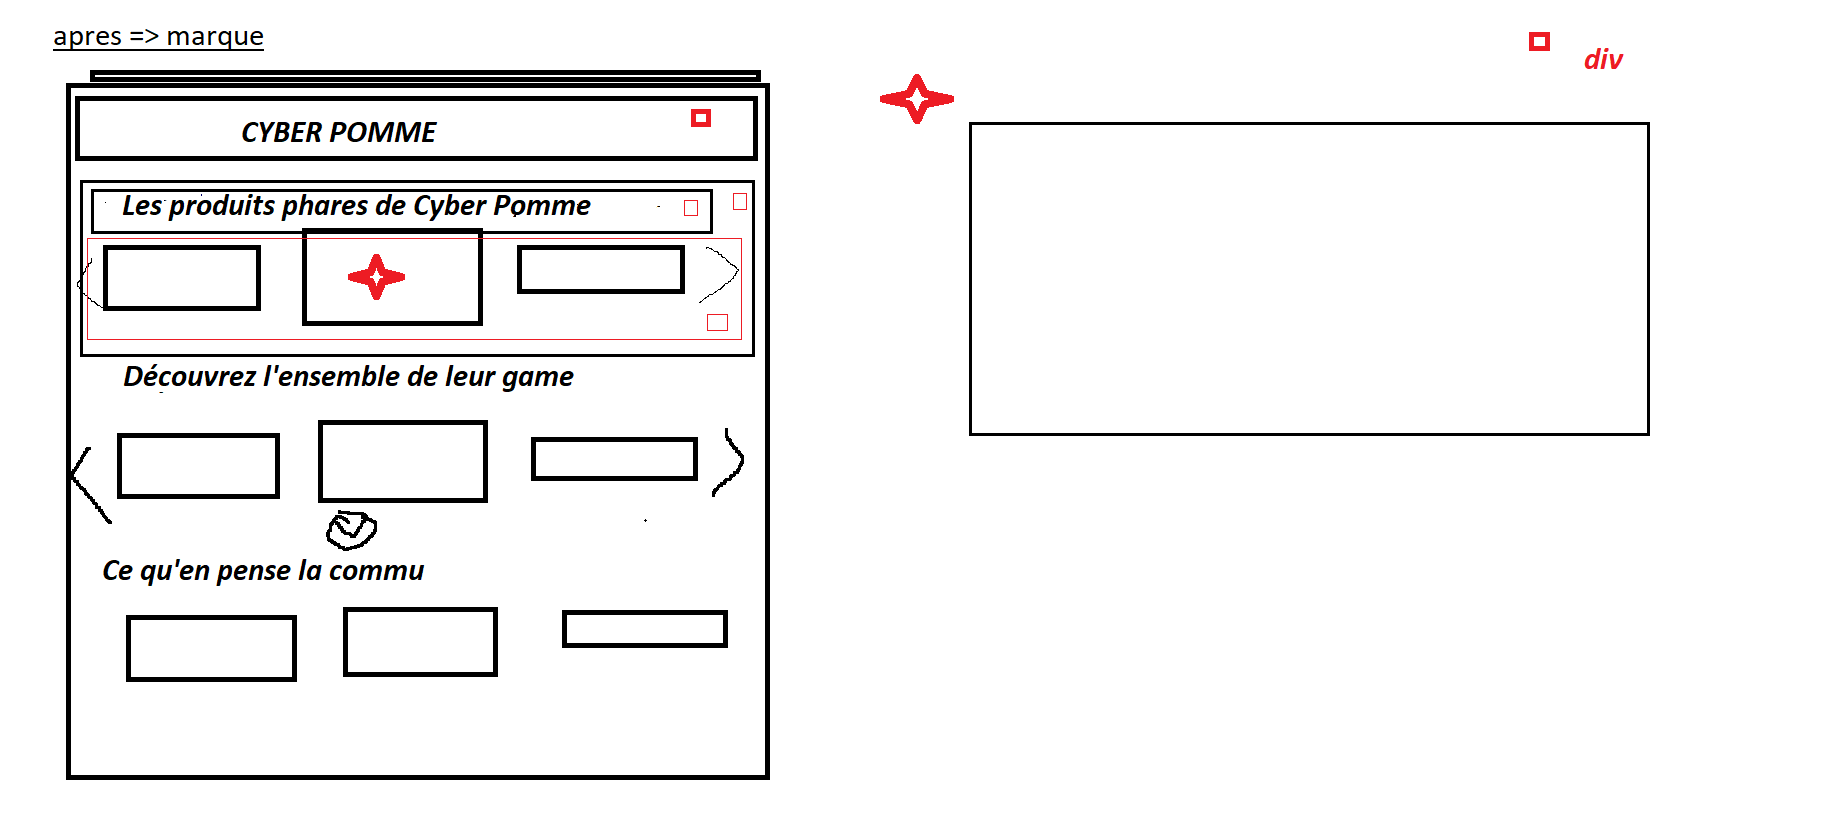 apres => marque
div
CYBER POMME
Les produits phares de Cyber Pomme
Découvrez l'ensemble de leur game
Ce qu'en pense la commu